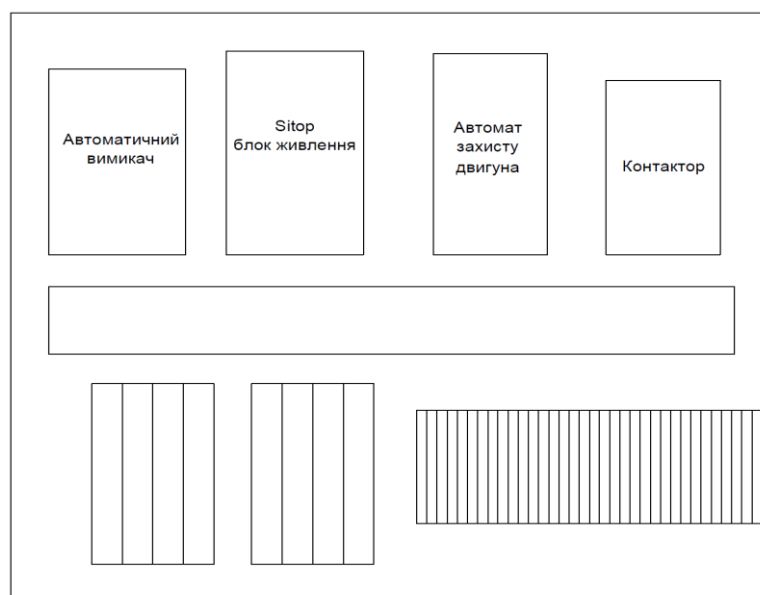 Автоматичний
вимикач
Sitop
блок живлення
Автомат
захисту
двигуна
Контактор